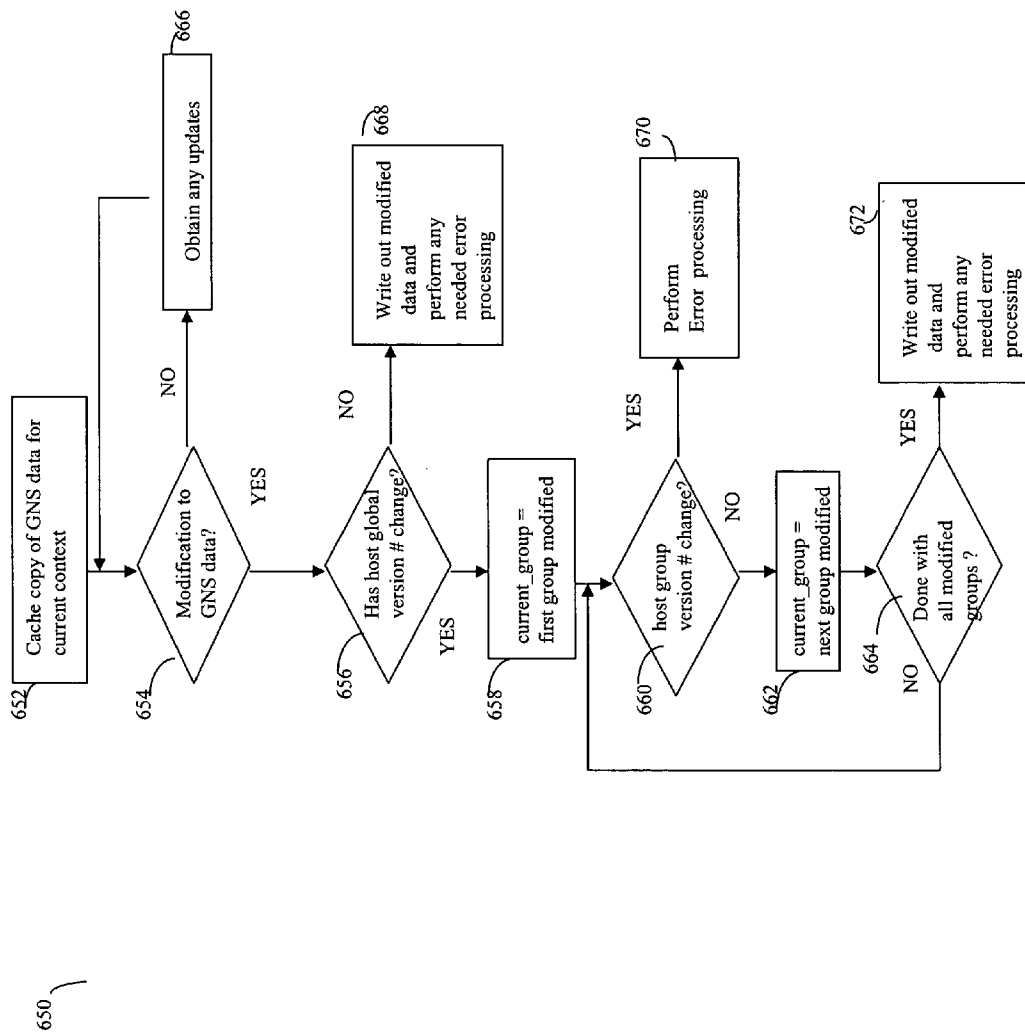 650
652
Cache copy of GNS data for
current context
654
Modification to
GNS data?
NO
Obtain any updates
666
YES
656
Has host global
version # change?
NO
668
Write out modified
data and
perform any
needed error
processing
YES
658
current_group =
first group modified
660
host group
version # change?
YES
670
Perform
Error processing
NO
662
current_group =
next group modified
664
Done with
all modified
groups ?
NO
YES
672
Write out modified
data and
perform any
needed error
processing